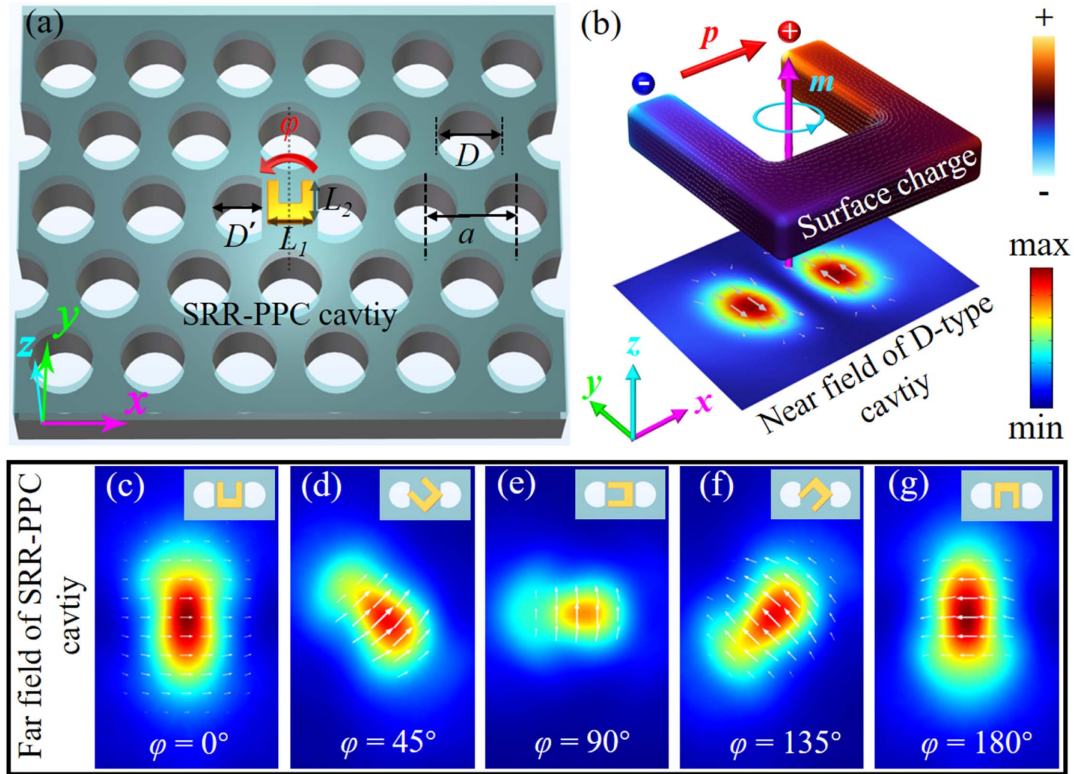 (a)
φ
D
D′
L₂
L₁
a
SRR-PPC cavtiy
y
z
x
(b)
p
+
-
m
Surface charge
+
-
max
min
Near field of D-type
cavtiy
z
y
x
Far field of SRR-PPC
cavtiy
(c)
φ = 0°
(d)
φ = 45°
(e)
φ = 90°
(f)
φ = 135°
(g)
φ = 180°